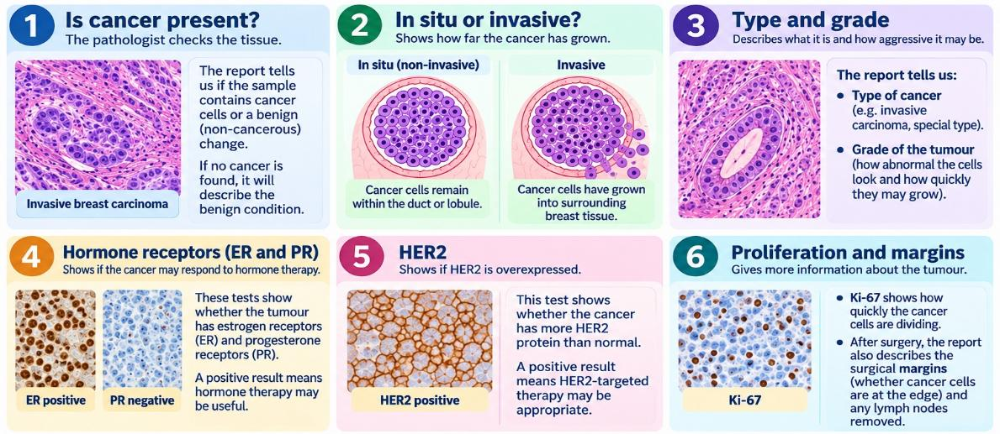 1
Is cancer present?
The pathologist checks the tissue.
The report tells
us if the sample
contains cancer
cells or a benign
(non-cancerous)
change.
If no cancer is
found, it will
describe the
benign condition.
Invasive breast carcinoma
2
In situ or invasive?
Shows how far the cancer has grown.
In situ (non-invasive)
Cancer cells remain
within the duct or lobule.
Invasive
Cancer cells have grown
into surrounding
breast tissue.
3
Type and grade
Describes what it is and how aggressive it may be.
The report tells us:
• Type of cancer
(e.g. invasive
carcinoma, special type).
• Grade of the tumour
(how abnormal the cells
look and how quickly
they may grow).
4
Hormone receptors (ER and PR)
Shows if the cancer may respond to hormone therapy.
ER positive
PR negative
These tests show
whether the tumour
has estrogen receptors
(ER) and progesterone
receptors (PR).
A positive result means
hormone therapy may
be useful.
5
HER2
Shows if HER2 is overexpressed.
HER2 positive
This test shows
whether the cancer
has more HER2
protein than normal.
A positive result
means HER2-targeted
therapy may be
appropriate.
6
Proliferation and margins
Gives more information about the tumour.
Ki-67
• Ki-67 shows how
quickly the cancer
cells are dividing.
• After surgery, the report
also describes the
surgical margins
(whether cancer cells
are at the edge) and
any lymph nodes
removed.